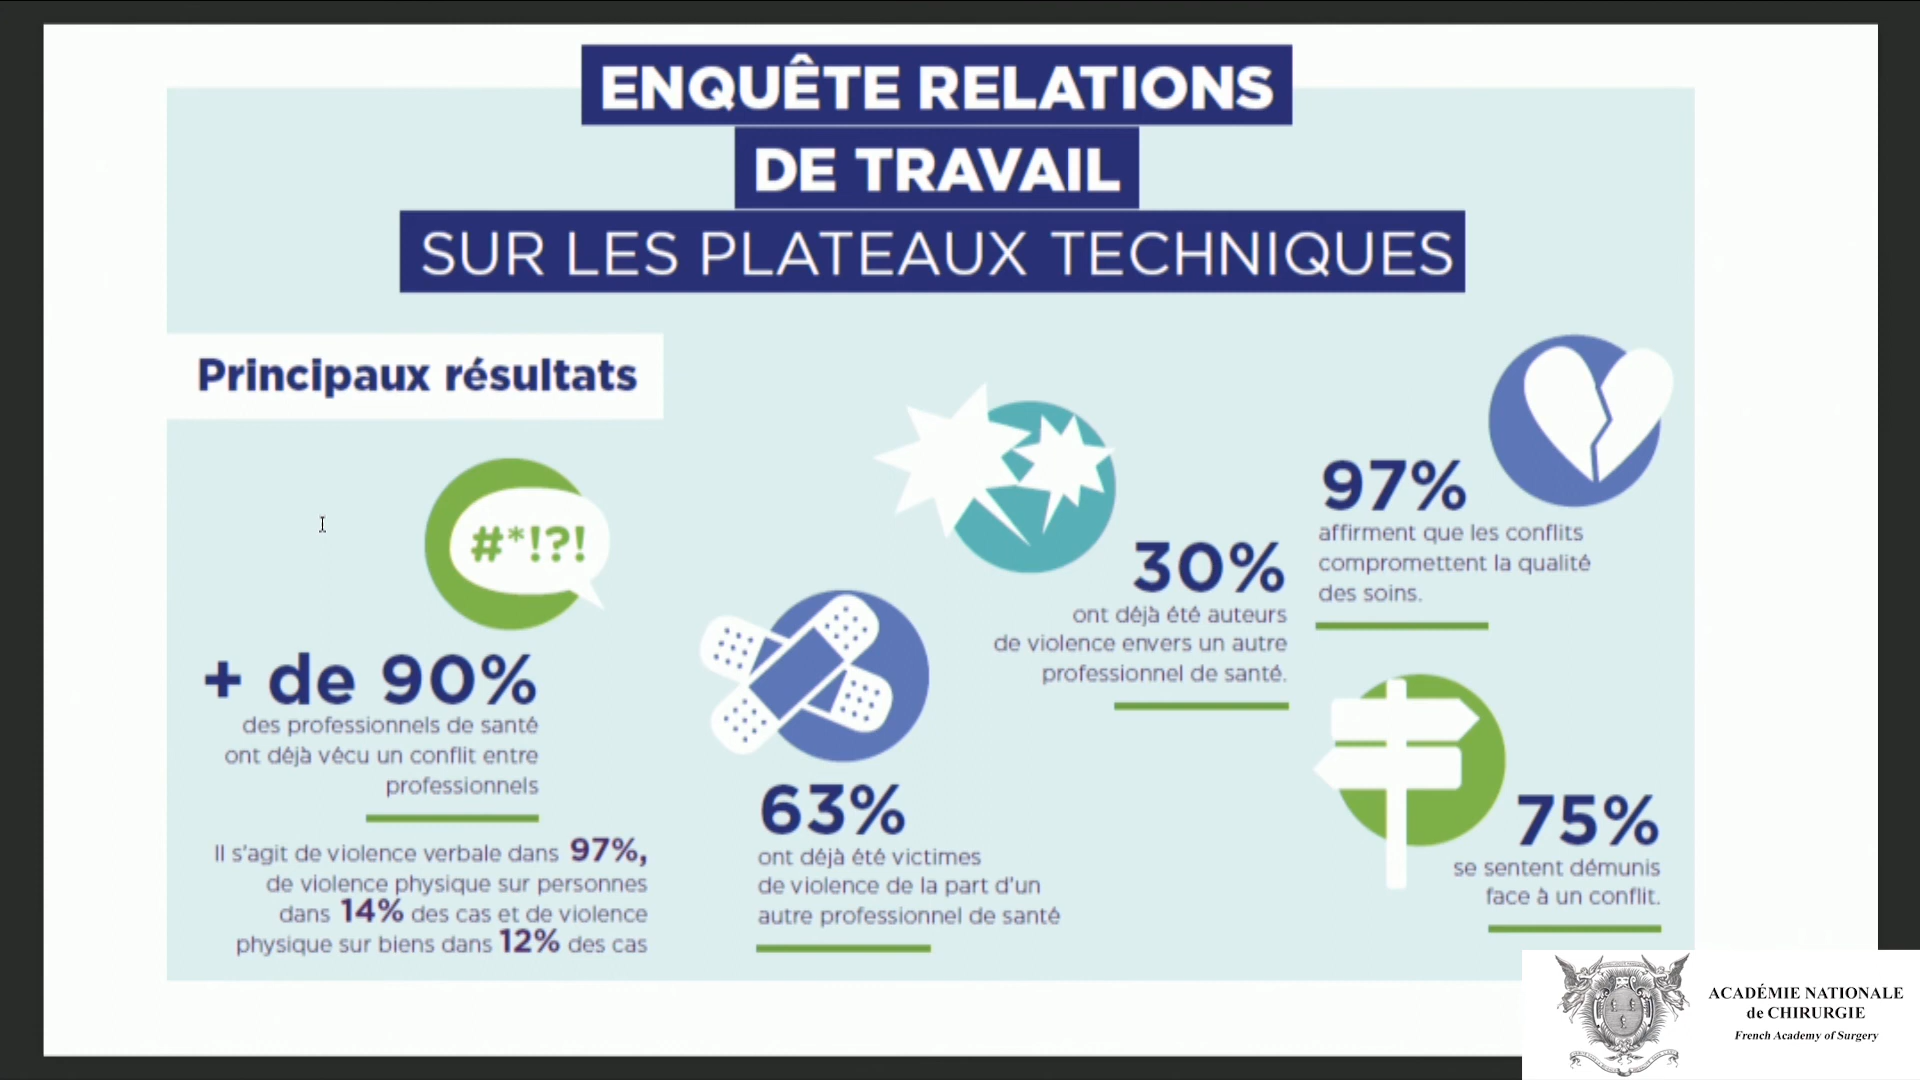 ENQUÊTE RELATIONS
DE TRAVAIL
SUR LES PLATEAUX TECHNIQUES
Principaux résultats
#*!?!
+ de 90%
des professionnels de santé
ont déjà vécu un conflit entre
professionnels
Il s'agit de violence verbale dans 97%,
de violence physique sur personnes
dans 14% des cas et de violence
physique sur biens dans 12% des cas
63%
ont déjà été victimes
de violence de la part d'un
autre professionnel de santé
30%
ont déjà été auteurs
de violence envers un autre
professionnel de santé.
97%
affirment que les conflits
compromettent la qualité
des soins.
75%
se sentent démunis
face à un conflit.
ACADÉMIE NATIONALE
de CHIRURGIE
French Academy of Surgery